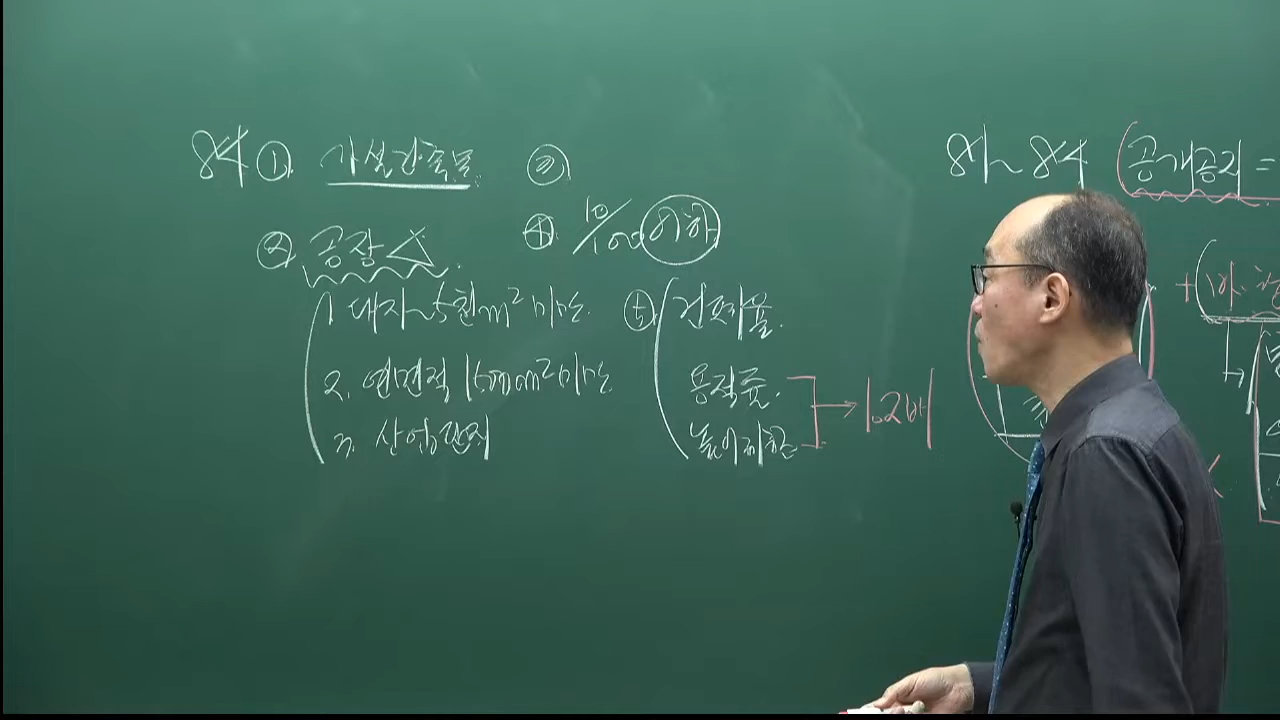 84 ① 가설건축물 ③
② 공장 △
④ 10/100 이하
1 대지~5천m² 미만
2. 연면적 1500m² 미만
3. 산업단지
⑤ 건폐율
용적률
높이제한
→ 1.2배
81~84 (공개공지 =